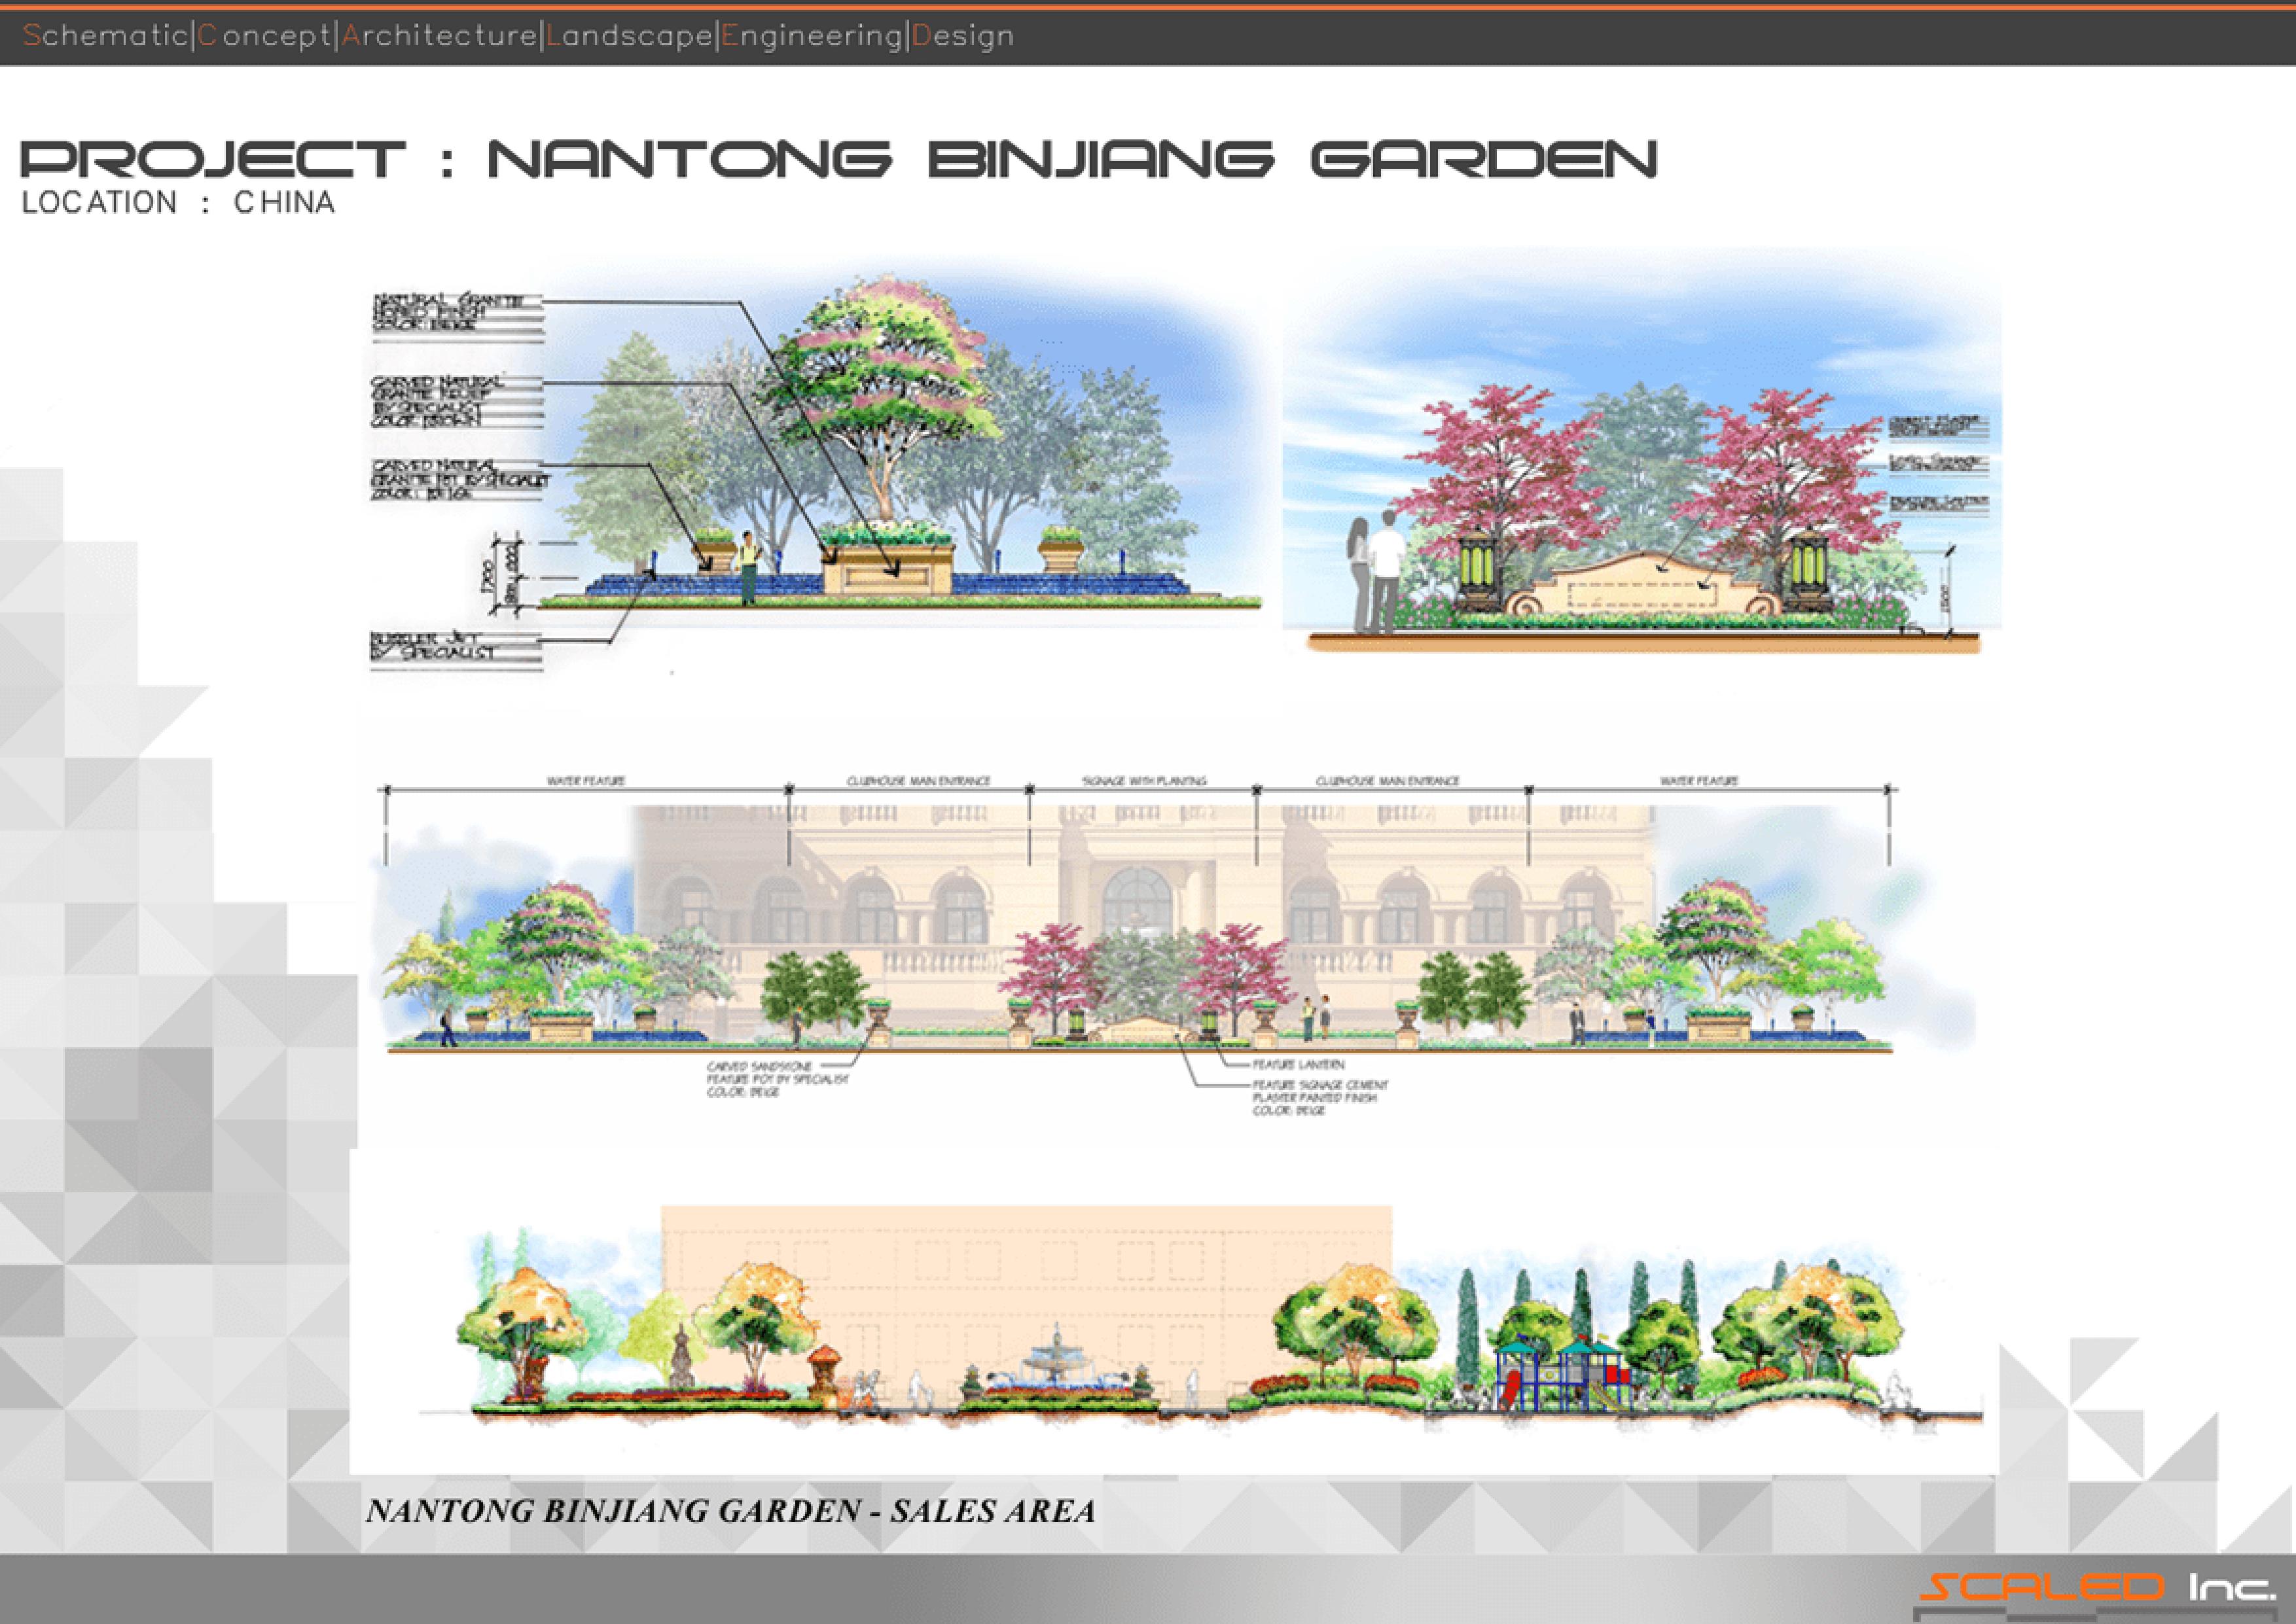 Schematic|Concept|Architecture|Landscape|Engineering|Design
PROJECT : NANTONG BINJIANG GARDEN
LOCATION : CHINA
NATURAL GRANITE
HONED FINISH
COLOR: BEIGE
CARVED NATURAL
GRANITE RELIEF
BY SPECIALIST
COLOR: BROWN
CARVED NATURAL
GRANITE POT BY SPECIALIST
COLOR: BEIGE
1700
BUBBLER JET
BY SPECIALIST
WATER FEATURE
CLUBHOUSE MAIN ENTRANCE
SIGNAGE WITH PLANTING
CLUBHOUSE MAIN ENTRANCE
WATER FEATURE
CARVED SANDSTONE
FEATURE POT BY SPECIALIST
COLOR: BEIGE
FEATURE LANTERN
FEATURE SIGNAGE CEMENT
PLASTER PAINTED FINISH
COLOR: BEIGE
NANTONG BINJIANG GARDEN - SALES AREA
SCALED Inc.